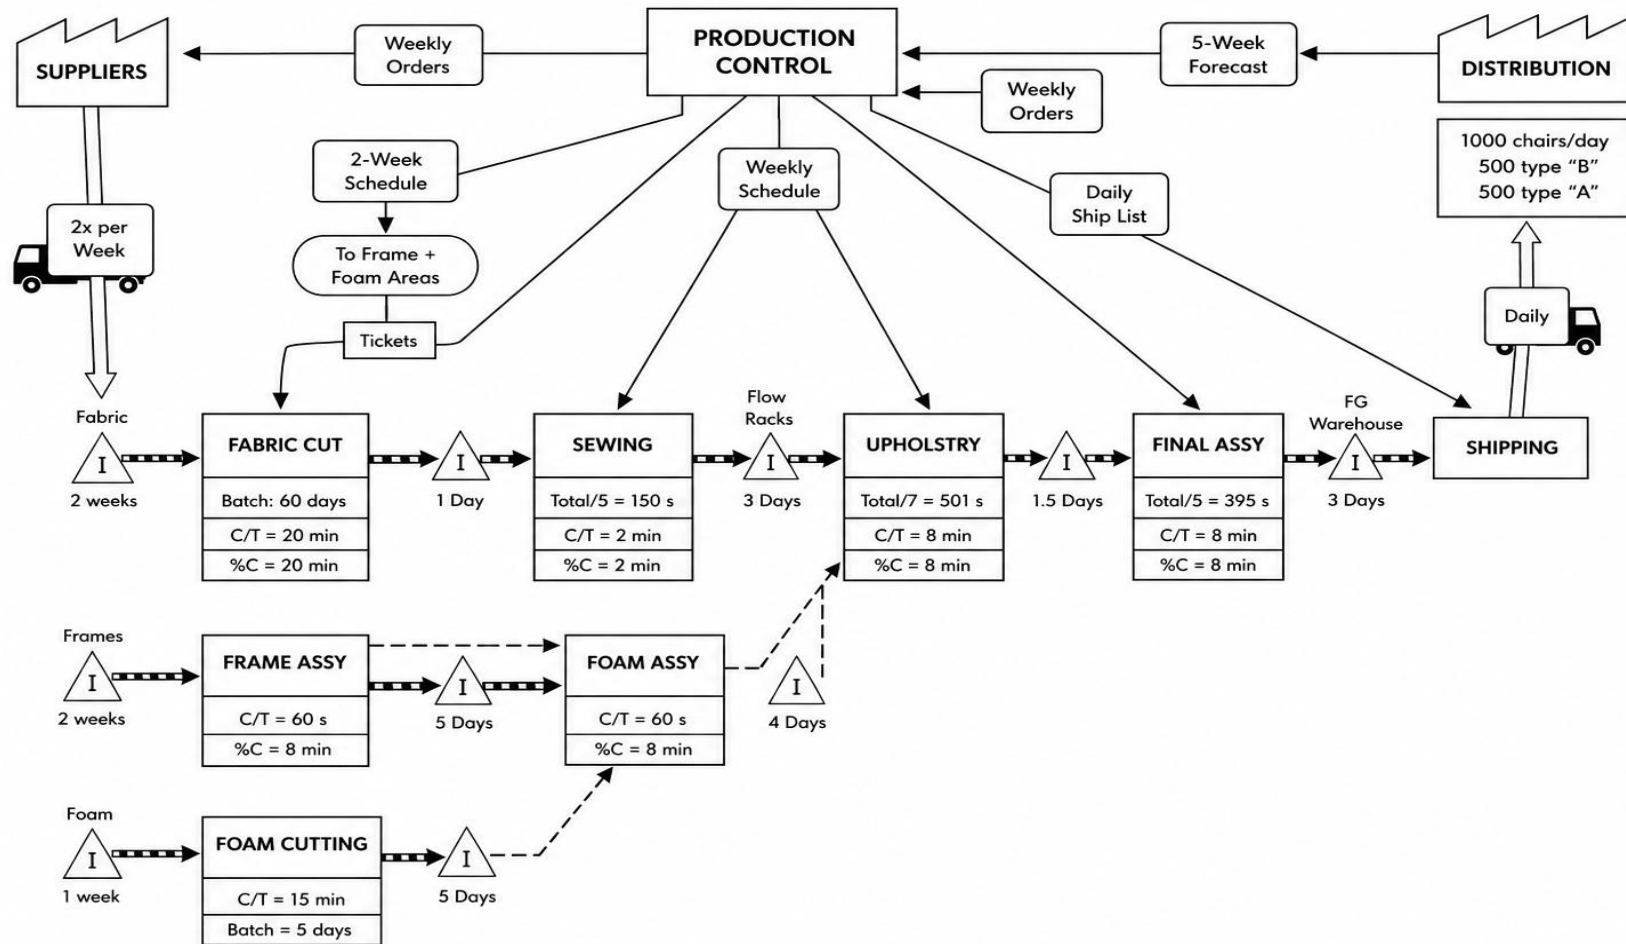 SUPPLIERS
Weekly
Orders
PRODUCTION
CONTROL
5-Week
Forecast
DISTRIBUTION
Weekly
Orders
1000 chairs/day
500 type “B”
500 type “A”
2-Week
Schedule
Weekly
Schedule
Daily
Ship List
2x per
Week
To Frame +
Foam Areas
Daily
Tickets
Fabric
I
2 weeks
FABRIC CUT
Batch: 60 days
C/T = 20 min
%C = 20 min
I
1 Day
SEWING
Total/5 = 150 s
C/T = 2 min
%C = 2 min
Flow
Racks
I
3 Days
UPHOLSTRY
Total/7 = 501 s
C/T = 8 min
%C = 8 min
I
1.5 Days
FINAL ASSY
Total/5 = 395 s
C/T = 8 min
%C = 8 min
FG
Warehouse
I
3 Days
SHIPPING
Frames
I
2 weeks
FRAME ASSY
C/T = 60 s
%C = 8 min
I
5 Days
FOAM ASSY
C/T = 60 s
%C = 8 min
I
4 Days
Foam
I
1 week
FOAM CUTTING
C/T = 15 min
Batch = 5 days
I
5 Days